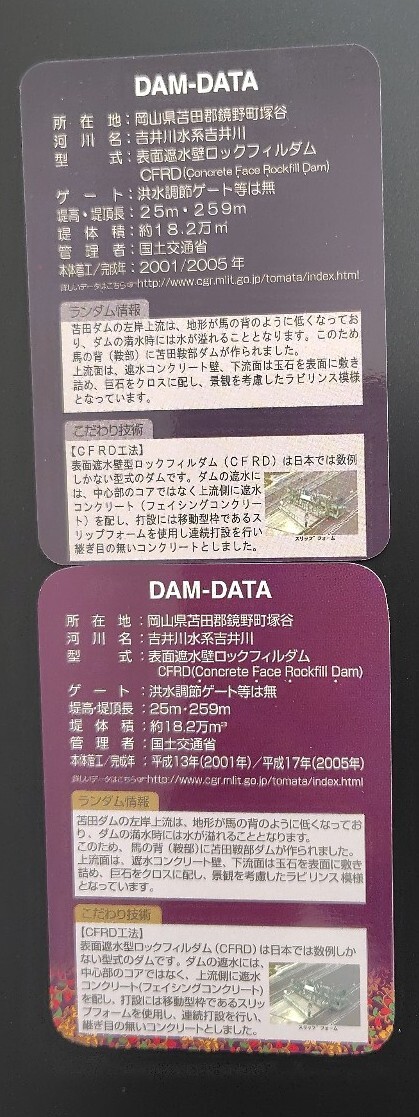 DAM-DATA
所在地：岡山県苫田郡鏡野町塚谷
河川名：吉井川水系吉井川
型式：表面遮水壁ロックフィルダム
CFRD(Concrete Face Rockfill Dam)
ゲート：洪水調節ゲート等は無
堤高・堤頂長：25m・259m
堤体積：約18.2万㎥
管理者：国土交通省
本体着工/完成年：2001/2005年
詳しいデータはこちら☞http://www.cgr.mlit.go.jp/tomata/index.html
ランダム情報
苫田ダムの左岸上流は、地形が馬の背のように低くなってお
り、ダムの満水時には水が溢れることとなります。このため
馬の背（鞍部）に苫田鞍部ダムが作られました。
上流面は、遮水コンクリート壁、下流面は玉石を表面に敷き
詰め、巨石をクロスに配し、景観を考慮したラビリンス模様
となっています。
こだわり技術
【CFRD工法】
表面遮水壁型ロックフィルダム（CFRD）は日本では数例
しかない型式のダムです。ダムの遮水に
は、中心部のコアではなく上流側に遮水
コンクリート（フェイシングコンクリー
ト）を配し、打設には移動型枠であるス
リップフォームを使用し連続打設を行い
継ぎ目の無いコンクリートとしました。
スリップフォーム
DAM-DATA
所在地：岡山県苫田郡鏡野町塚谷
河川名：吉井川水系吉井川
型式：表面遮水壁ロックフィルダム
CFRD(Concrete Face Rockfill Dam)
ゲート：洪水調節ゲート等は無
堤高・堤頂長：25m・259m
堤体積：約18.2万m³
管理者：国土交通省
本体着工/完成年：平成13年(2001年)/平成17年(2005年)
詳しいデータはこちら☞http://www.cgr.mlit.go.jp/tomata/index.html
ランダム情報
苫田ダムの左岸上流は、地形が馬の背のように低くなってお
り、ダムの満水時には水が溢れることとなります。
このため、馬の背（鞍部）に苫田鞍部ダムが作られました。
上流面は、遮水コンクリート壁、下流面は玉石を表面に敷き
詰め、巨石をクロスに配し、景観を考慮したラビリンス模様
となっています。
こだわり技術
【CFRD工法】
表面遮水型ロックフィルダム(CFRD)は日本では数例しか
ない型式のダムです。ダムの遮水には、
中心部のコアではなく、上流側に遮水
コンクリート(フェイシングコンクリート)
を配し、打設には移動型枠であるスリッ
プフォームを使用し、連続打設を行い、
継ぎ目の無いコンクリートとしました。
スリップフォーム